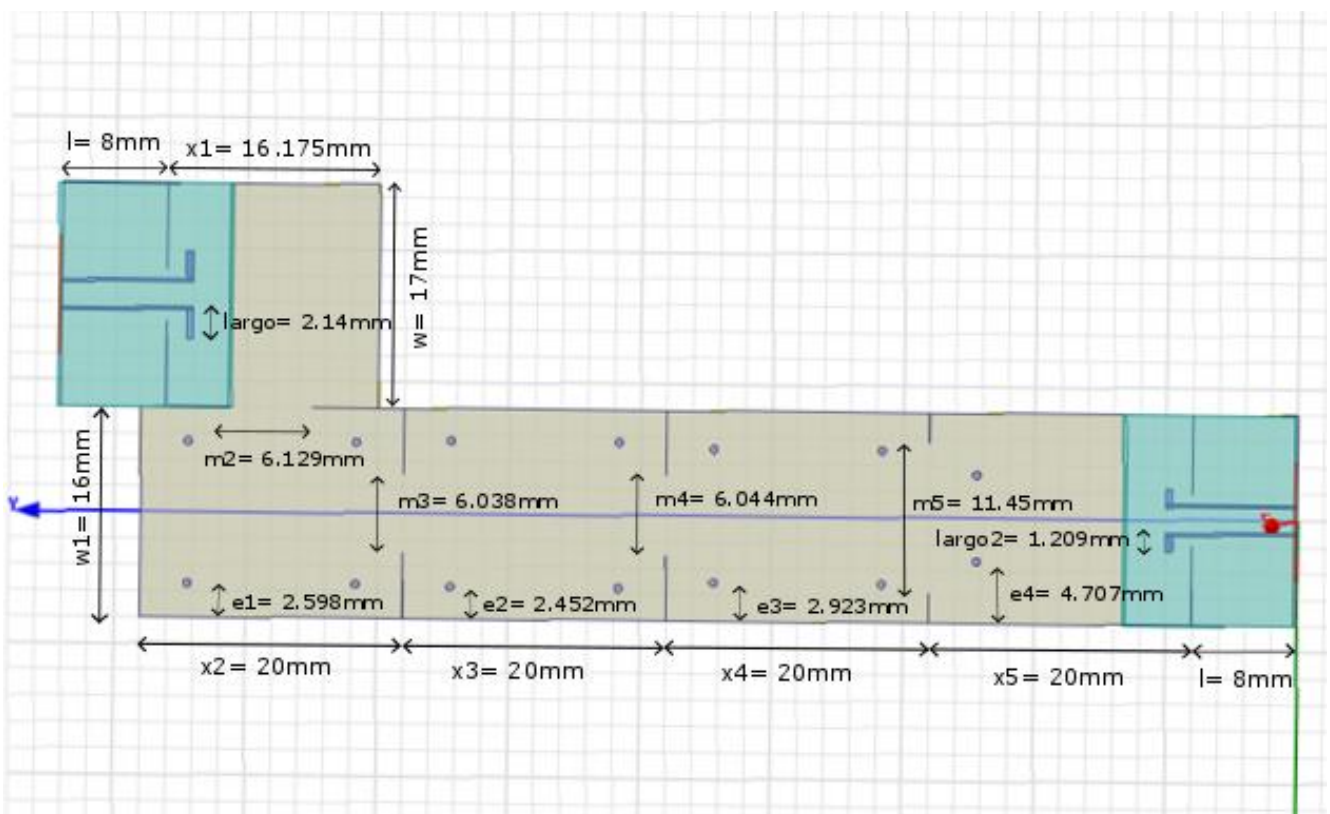 l= 8mm
x1= 16.175mm
w= 17mm
largo= 2.14mm
w1= 16mm
m2= 6.129mm
m3= 6.038mm
m4= 6.044mm
m5= 11.45mm
largo2= 1.209mm
Y
e1= 2.598mm
e2= 2.452mm
e3= 2.923mm
e4= 4.707mm
x2= 20mm
x3= 20mm
x4= 20mm
x5= 20mm
l= 8mm